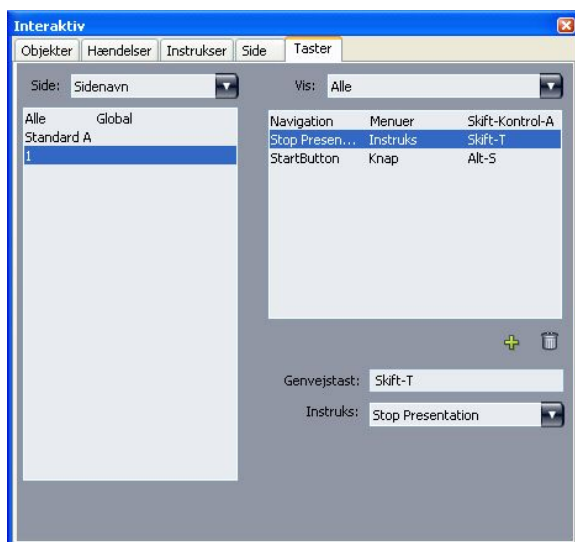 Interaktiv
Objekter Hændelser Instrukser Side Taster
Side: Sidenavn
Vis: Alle
Alle Global
Standard A
1
Navigation Menuer Skift-Kontrol-A
Stop Presen... Instruks Skift-T
StartButton Knap Alt-S
Genvejstast: Skift-T
Instruks: Stop Presentation